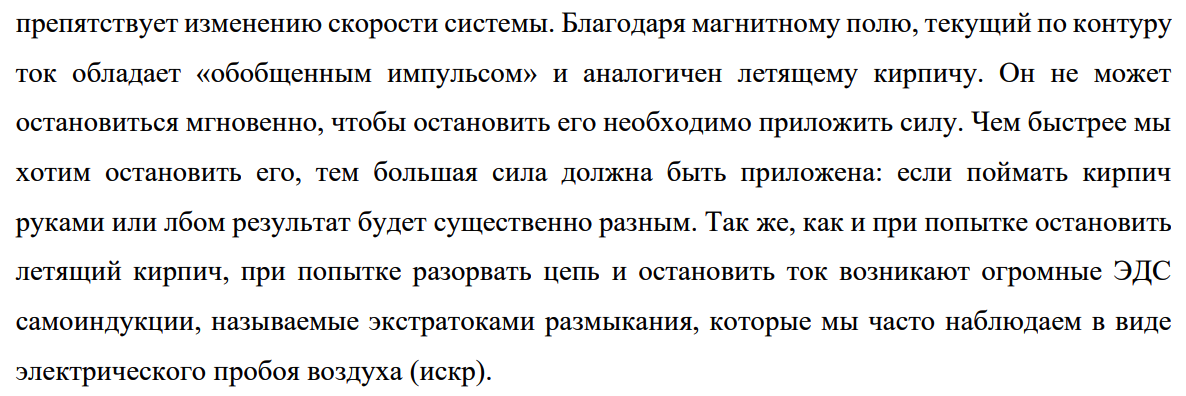 препятствует изменению скорости системы. Благодаря магнитному полю, текущий по контуру
ток обладает «обобщенным импульсом» и аналогичен летящему кирпичу. Он не может
остановиться мгновенно, чтобы остановить его необходимо приложить силу. Чем быстрее мы
хотим остановить его, тем большая сила должна быть приложена: если поймать кирпич
руками или лбом результат будет существенно разным. Так же, как и при попытке остановить
летящий кирпич, при попытке разорвать цепь и остановить ток возникают огромные ЭДС
самоиндукции, называемые экстратоками размыкания, которые мы часто наблюдаем в виде
электрического пробоя воздуха (искр).